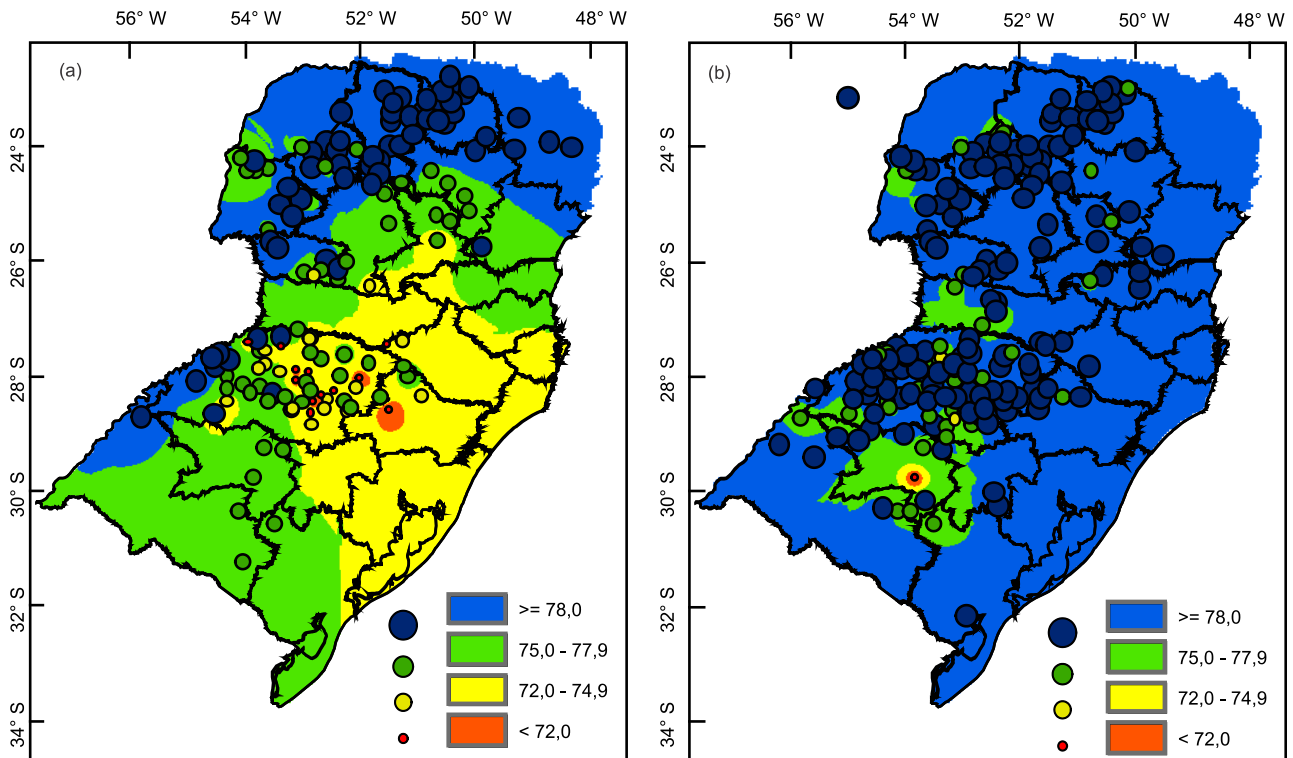 56° W 54° W 52° W 50° W 48° W
56° W 54° W 52° W 50° W 48° W
(a)
(b)
24° S
26° S
28° S
30° S
32° S
34° S
24° S
26° S
28° S
30° S
32° S
34° S
>= 78,0
75,0 - 77,9
72,0 - 74,9
< 72,0
>= 78,0
75,0 - 77,9
72,0 - 74,9
< 72,0